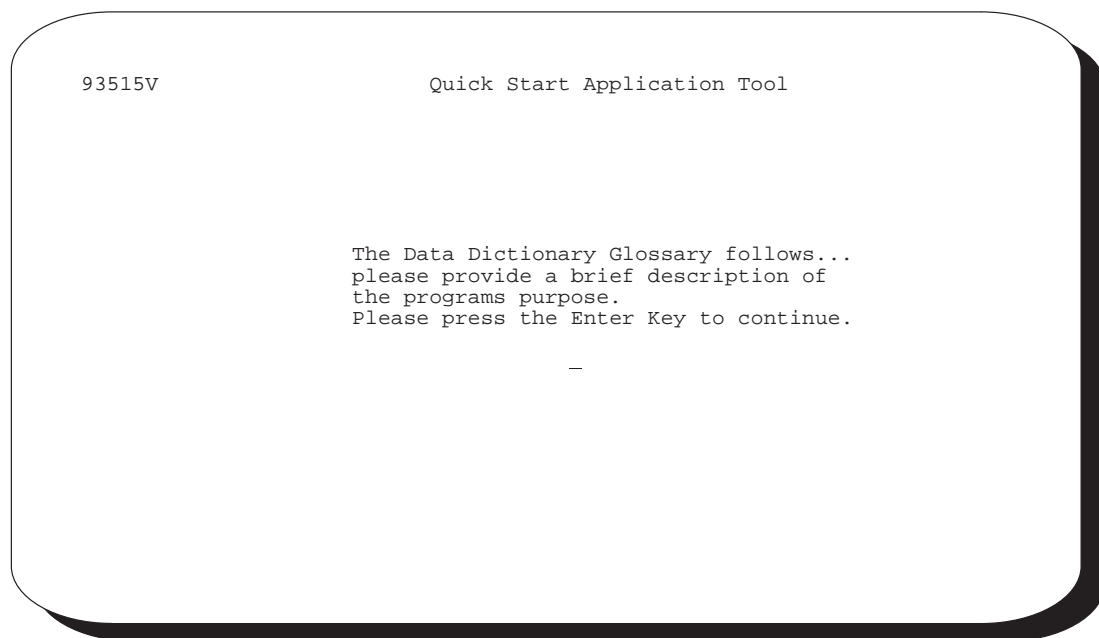 93515V Quick Start Application Tool
The Data Dictionary Glossary follows...
please provide a brief description of
the programs purpose.
Please press the Enter Key to continue.
_